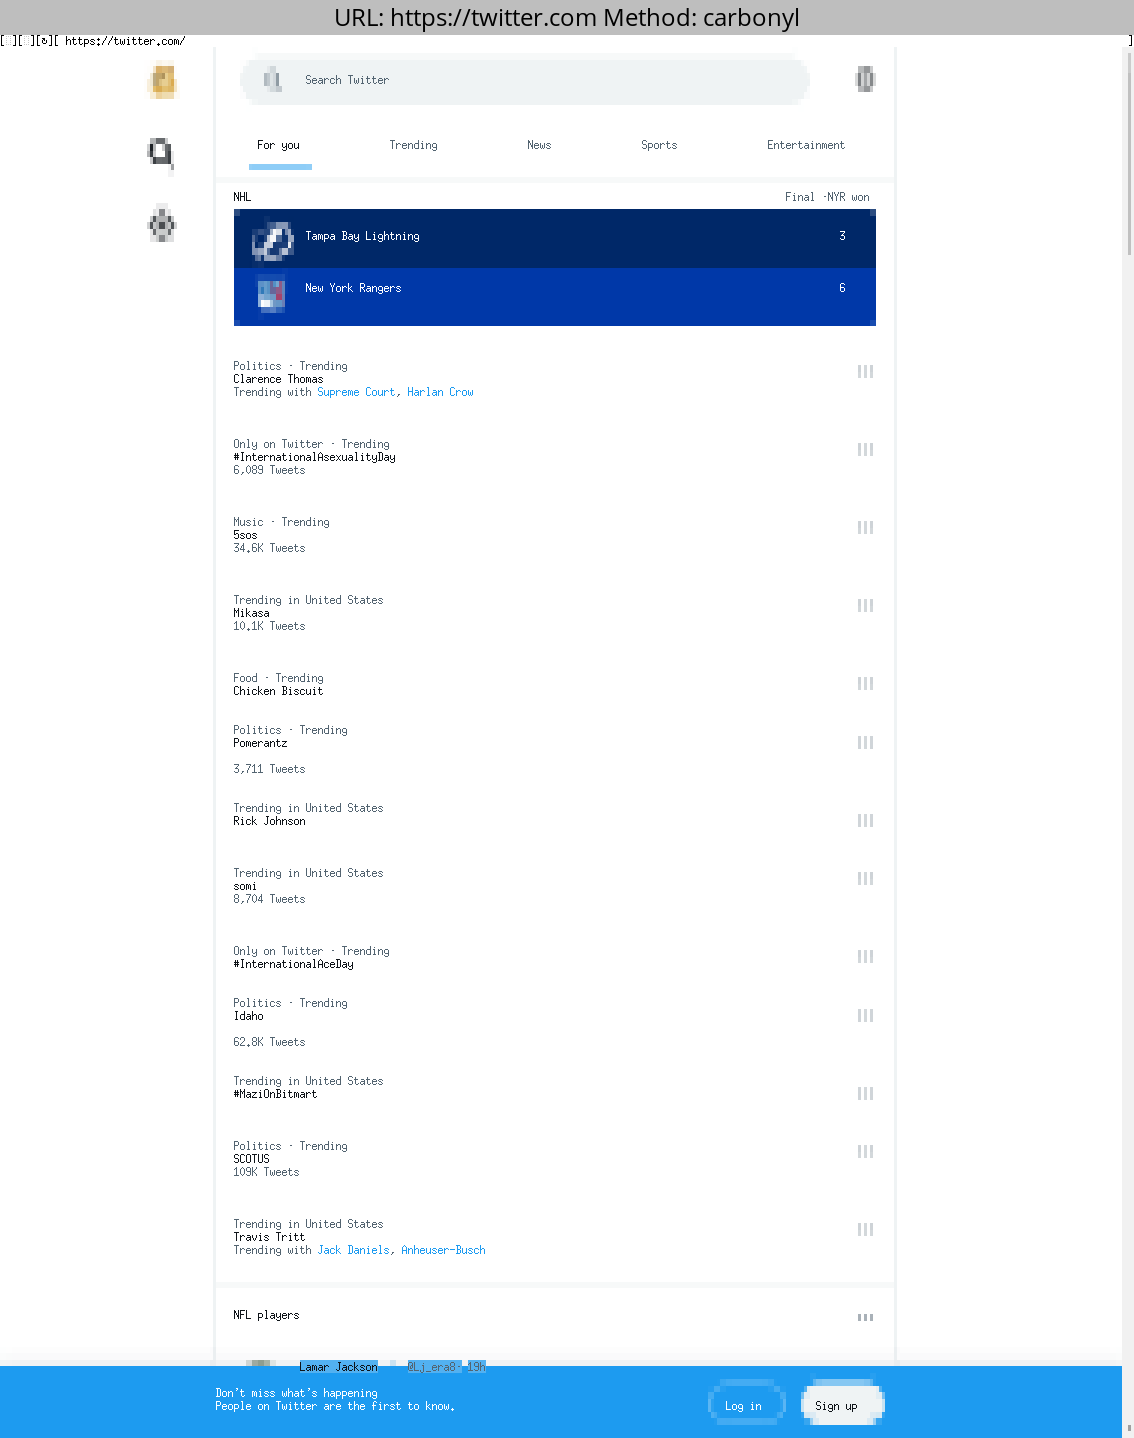 URL: https://twitter.com Method: carbonyl
[ ][ ][↻][ https://twitter.com/ ]
Search Twitter
For you Trending News Sports Entertainment
NHL Final ·NYR won
Tampa Bay Lightning 3
New York Rangers 6
Politics · Trending
Clarence Thomas
Trending with Supreme Court, Harlan Crow
Only on Twitter · Trending
#InternationalAsexualityDay
6,089 Tweets
Music · Trending
5sos
34.6K Tweets
Trending in United States
Mikasa
10.1K Tweets
Food · Trending
Chicken Biscuit
Politics · Trending
Pomerantz
3,711 Tweets
Trending in United States
Rick Johnson
Trending in United States
somi
8,704 Tweets
Only on Twitter · Trending
#InternationalAceDay
Politics · Trending
Idaho
62.8K Tweets
Trending in United States
#MaziOnBitmart
Politics · Trending
SCOTUS
109K Tweets
Trending in United States
Travis Tritt
Trending with Jack Daniels, Anheuser-Busch
NFL players
Lamar Jackson @Lj_era8· 19h
Don't miss what's happening
People on Twitter are the first to know.
Log in Sign up